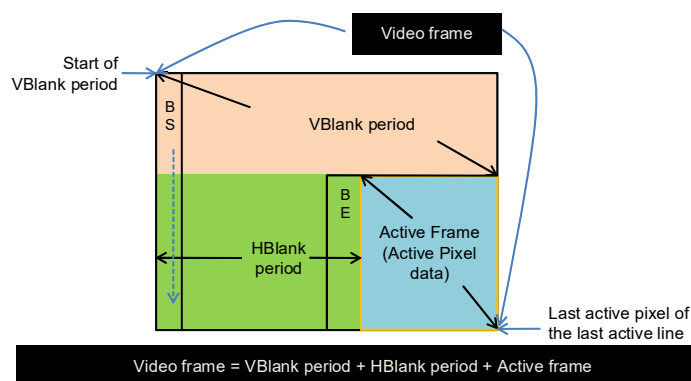 Video frame
Start of
VBlank period
B
S
VBlank period
B
E
Active Frame
(Active Pixel
data)
HBlank
period
Last active pixel of
the last active line
Video frame = VBlank period + HBlank period + Active frame